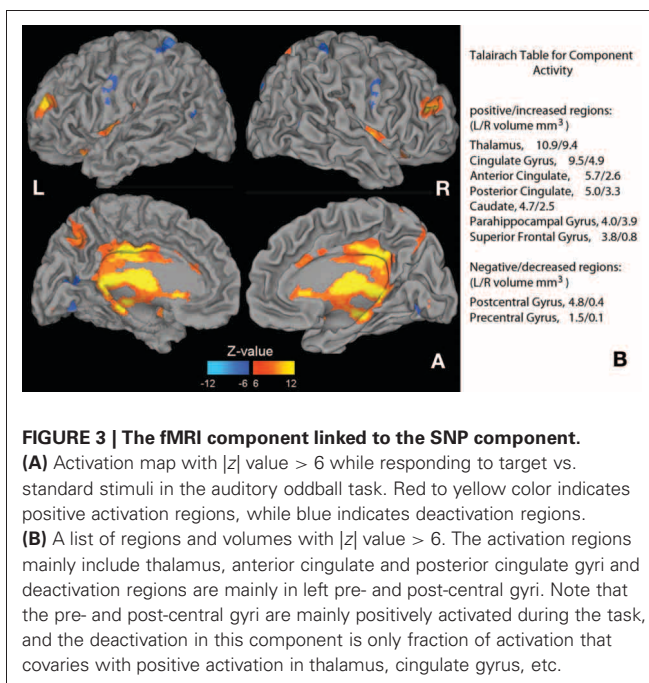 L
R
Z-value
-12 -6 6 12
A
Talairach Table for Component
Activity
positive/increased regions:
(L/R volume mm³ )
Thalamus, 10.9/9.4
Cingulate Gyrus, 9.5/4.9
Anterior Cingulate, 5.7/2.6
Posterior Cingulate, 5.0/3.3
Caudate, 4.7/2.5
Parahippocampal Gyrus, 4.0/3.9
Superior Frontal Gyrus, 3.8/0.8
Negative/decreased regions:
(L/R volume mm³ )
Postcentral Gyrus, 4.8/0.4
Precentral Gyrus, 1.5/0.1
B
FIGURE 3 | The fMRI component linked to the SNP component.
(A) Activation map with |z| value > 6 while responding to target vs.
standard stimuli in the auditory oddball task. Red to yellow color indicates
positive activation regions, while blue indicates deactivation regions.
(B) A list of regions and volumes with |z| value > 6. The activation regions
mainly include thalamus, anterior cingulate and posterior cingulate gyri and
deactivation regions are mainly in left pre- and post-central gyri. Note that
the pre- and post-central gyri are mainly positively activated during the task,
and the deactivation in this component is only fraction of activation that
covaries with positive activation in thalamus, cingulate gyrus, etc.